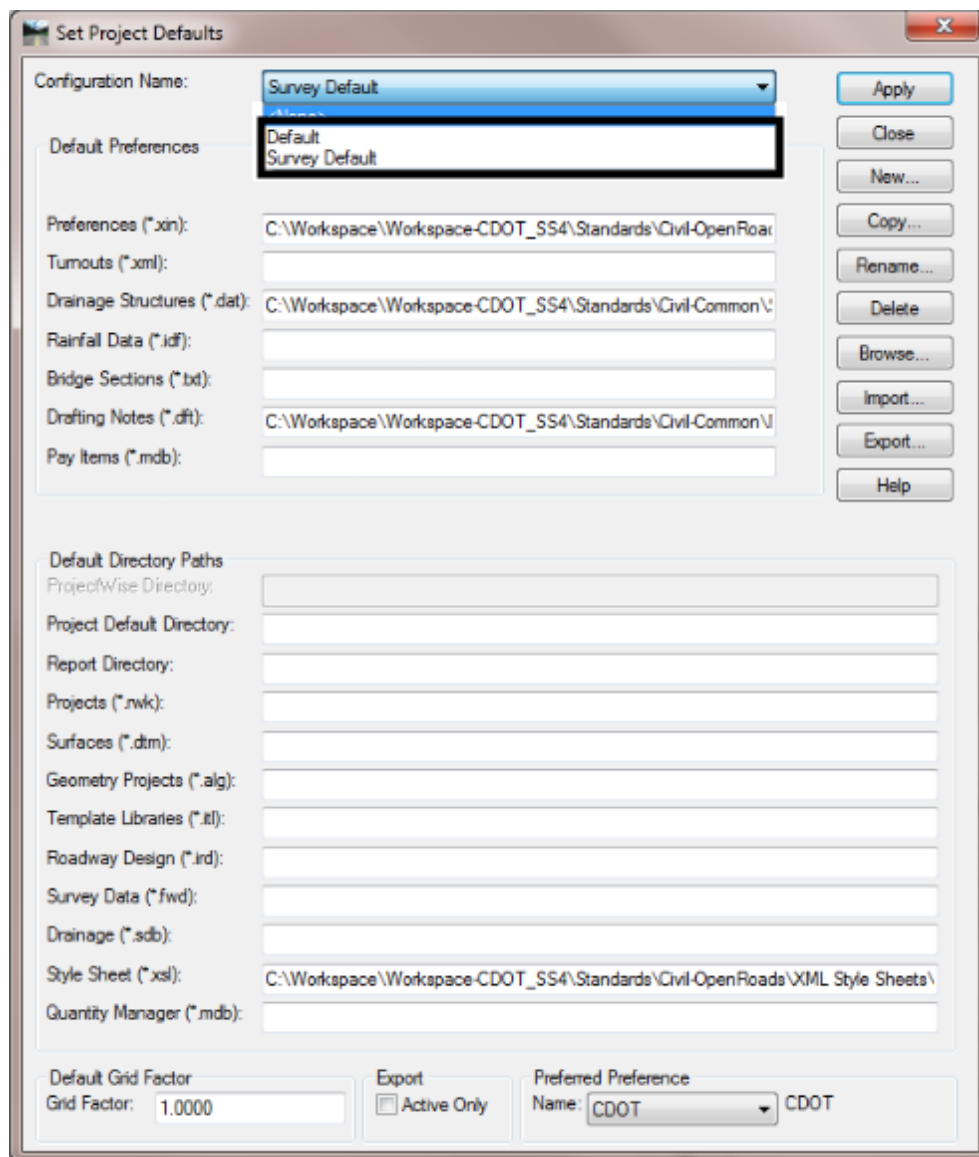 Set Project Defaults
Configuration Name:
Survey Default
<None>
Default
Survey Default
Apply
Close
New...
Copy...
Rename...
Delete
Browse...
Import...
Export...
Help
Default Preferences
Preferences (*.xin): C:\Workspace\Workspace-CDOT_SS4\Standards\Civil-OpenRoad
Turnouts (*.xml):
Drainage Structures (*.dat): C:\Workspace\Workspace-CDOT_SS4\Standards\Civil-Common\
Rainfall Data (*.idf):
Bridge Sections (*.txt):
Drafting Notes (*.dft): C:\Workspace\Workspace-CDOT_SS4\Standards\Civil-Common\
Pay Items (*.mdb):
Default Directory Paths
ProjectWise Directory:
Project Default Directory:
Report Directory:
Projects (*.rwk):
Surfaces (*.dtm):
Geometry Projects (*.alg):
Template Libraries (*.itl):
Roadway Design (*.ird):
Survey Data (*.fwd):
Drainage (*.sdb):
Style Sheet (*.xsl): C:\Workspace\Workspace-CDOT_SS4\Standards\Civil-OpenRoads\XML Style Sheets\
Quantity Manager (*.mdb):
Default Grid Factor
Grid Factor: 1.0000
Export
Active Only
Preferred Preference
Name: CDOT CDOT